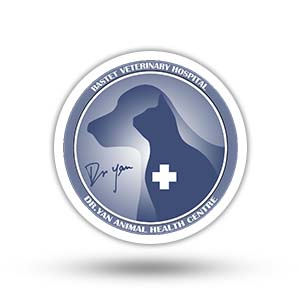 BASTET VETERINARY HOSPITAL
Dr yan
DR.YAN ANIMAL HEALTH CENTRE